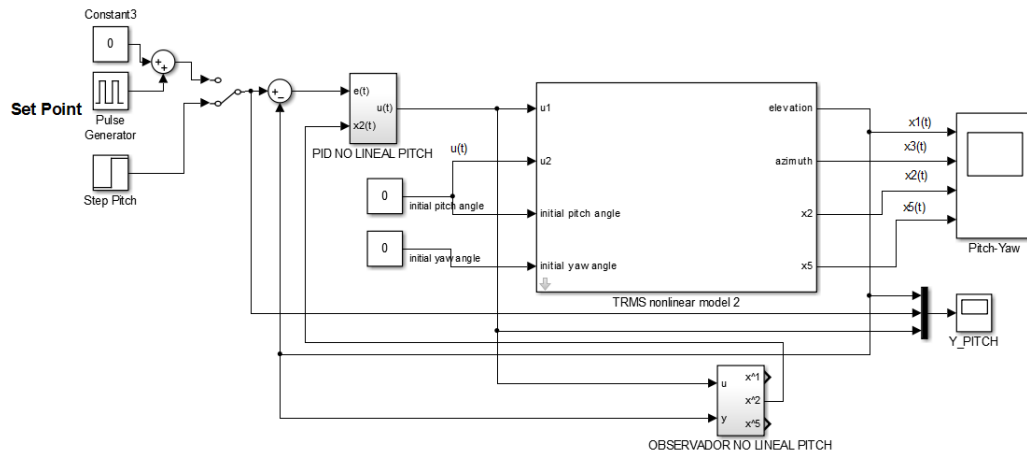 Constant3
0
Set Point
Pulse
Generator
Step Pitch
e(t)
u(t)
x2(t)
PID NO LINEAL PITCH
u(t)
0
initial pitch angle
0
initial yaw angle
u1
u2
initial pitch angle
initial yaw angle
elevation
azimuth
x2
x5
TRMS nonlinear model 2
x1(t)
x3(t)
x2(t)
x5(t)
Pitch-Yaw
Y_PITCH
u
y
x^1
x^2
x^5
OBSERVADOR NO LINEAL PITCH